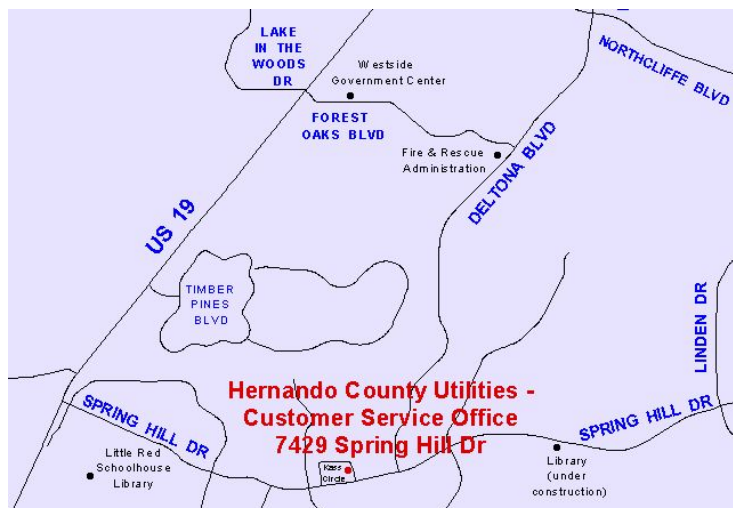 LAKE
IN THE
WOODS
DR
Westside
Government Center
NORTHCLIFFE BLVD
FOREST
OAKS BLVD
Fire & Rescue
Administration
DELTONA BLVD
US 19
TIMBER
PINES
BLVD
LINDEN DR
Hernando County Utilities -
Customer Service Office
7429 Spring Hill Dr
SPRING HILL DR
SPRING HILL DR
Little Red
Schoolhouse
Library
Kass
Circle
Library
(under
construction)